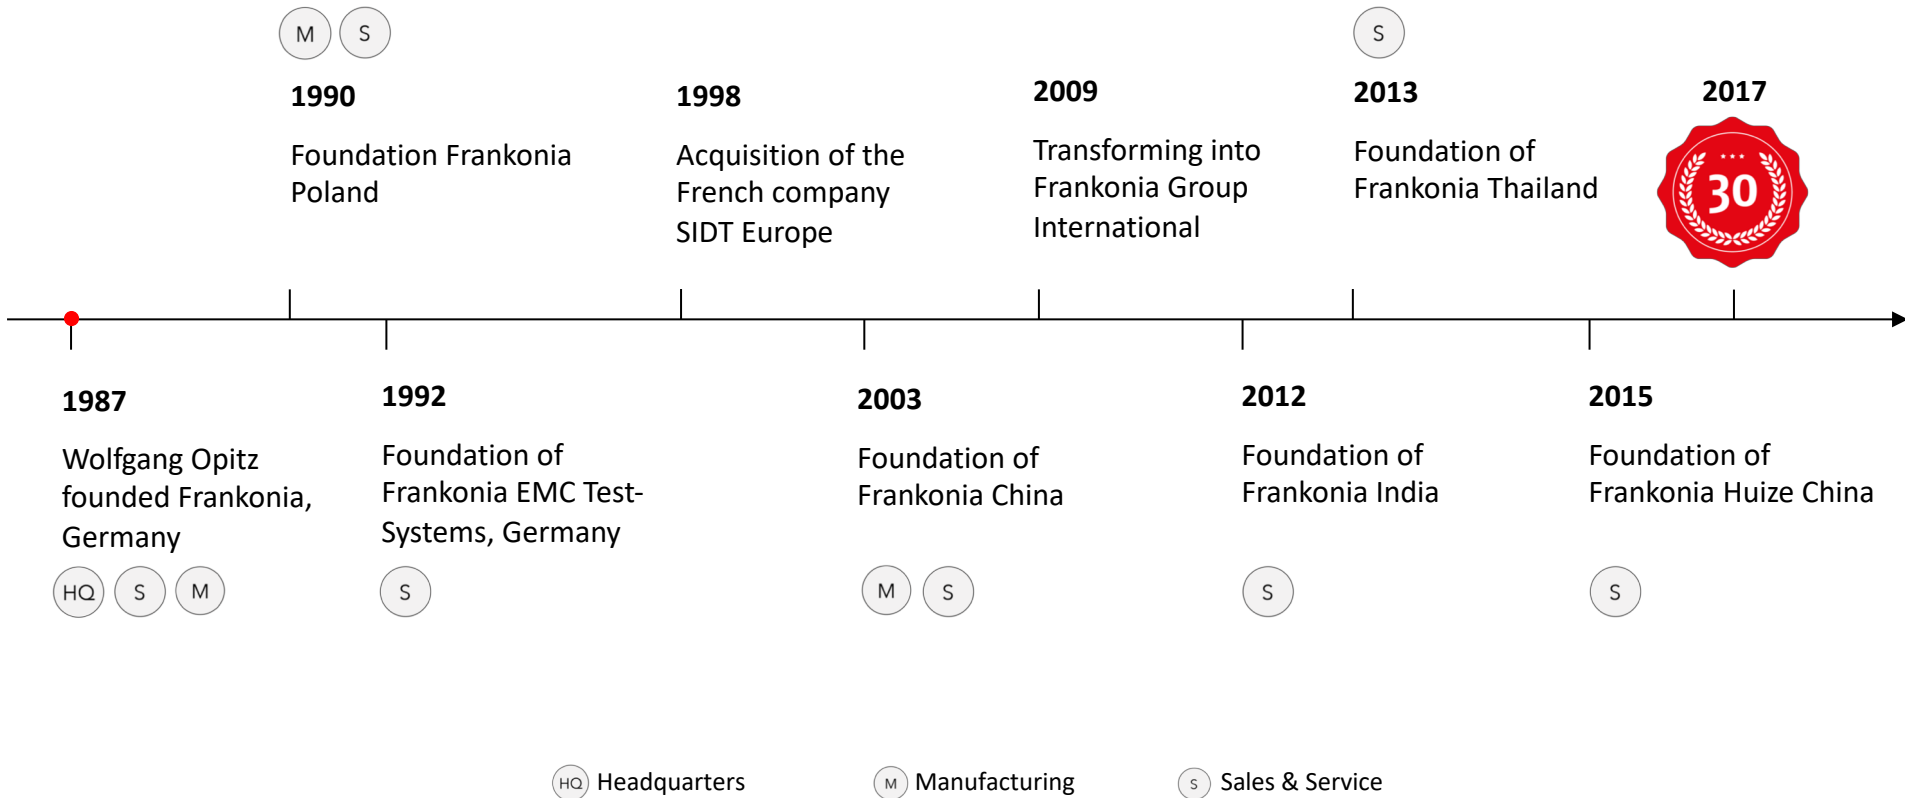 M S
1990
Foundation Frankonia
Poland
1998
Acquisition of the
French company
SIDT Europe
2009
Transforming into
Frankonia Group
International
S
2013
Foundation of
Frankonia Thailand
2017
30
1987
Wolfgang Opitz
founded Frankonia,
Germany
HQ S M
1992
Foundation of
Frankonia EMC Test-
Systems, Germany
S
2003
Foundation of
Frankonia China
M S
2012
Foundation of
Frankonia India
S
2015
Foundation of
Frankonia Huize China
S
HQ Headquarters
M Manufacturing
S Sales & Service